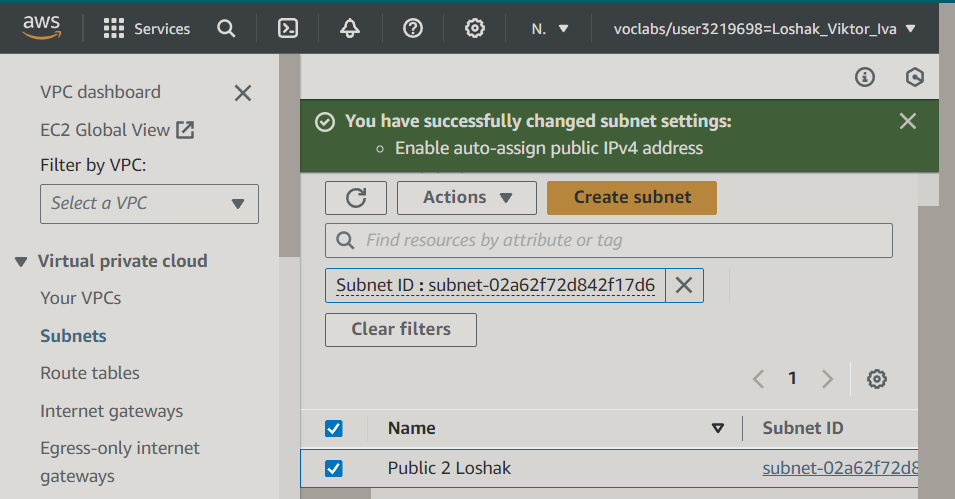 aws
Services
N.
voclabs/user3219698=Loshak_Viktor_Iva
VPC dashboard
EC2 Global View
Filter by VPC:
Select a VPC
Virtual private cloud
Your VPCs
Subnets
Route tables
Internet gateways
Egress-only internet
gateways
You have successfully changed subnet settings:
Enable auto-assign public IPv4 address
Actions
Create subnet
Find resources by attribute or tag
Subnet ID : subnet-02a62f72d842f17d6
Clear filters
1
Name
Subnet ID
Public 2 Loshak
subnet-02a62f72d8